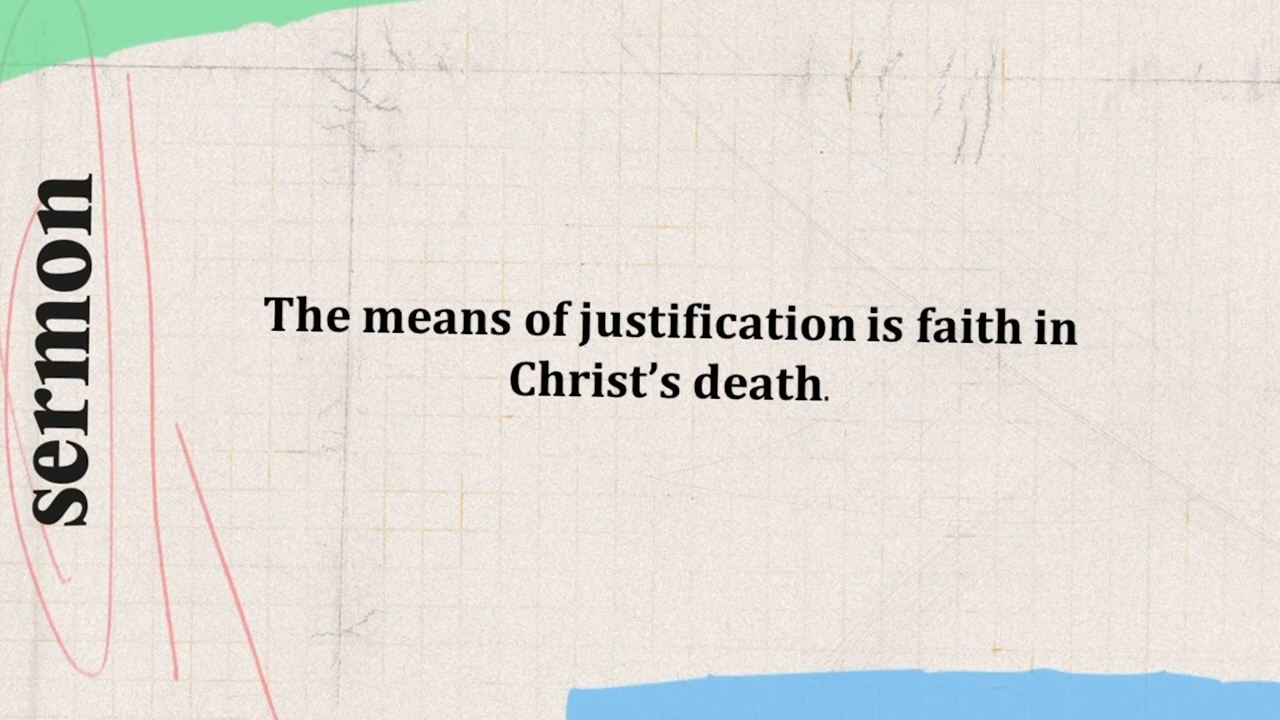 sermon
The means of justification is faith in
Christ’s death.